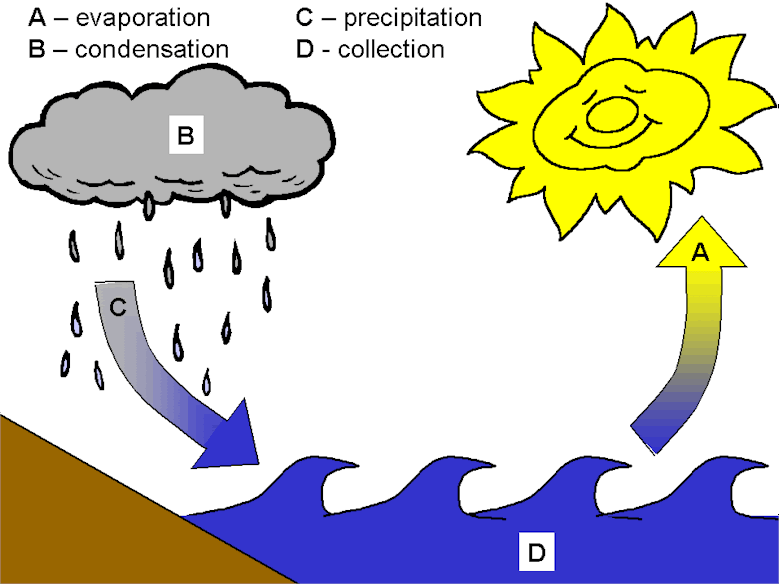 A – evaporation
B – condensation
C – precipitation
D - collection
B
A
C
D